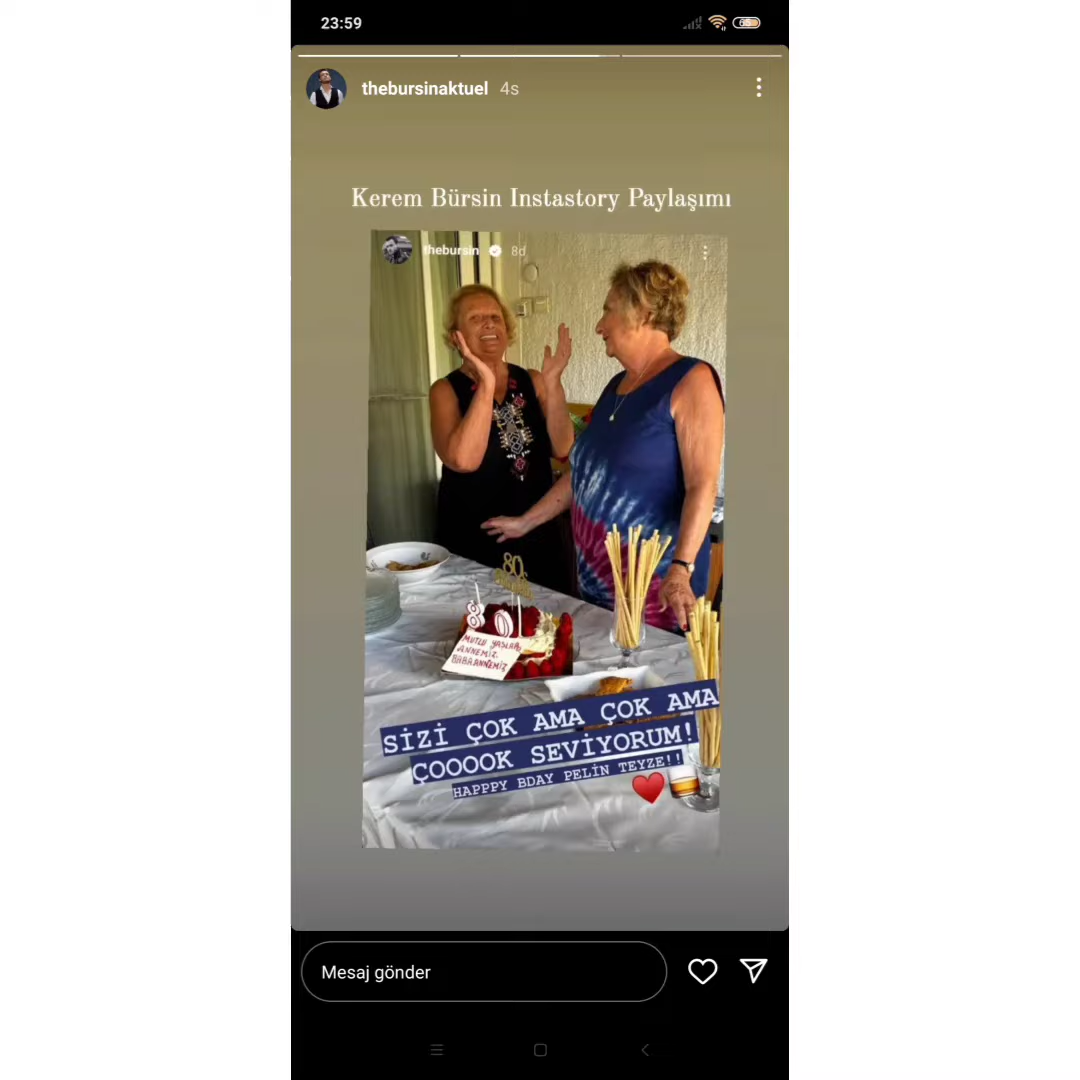 23:59
thebursinaktuel 4s
Kerem Bürsin Instastory Paylaşımı
thebursin 8d
80
80
MUTLU YAŞLAR
ANNEMİZ
BABAANNEMİZ
SİZİ ÇOK AMA ÇOK AMA
ÇOOOOK SEVİYORUM!
HAPPPY BDAY PELİN TEYZE!!
Mesaj gönder